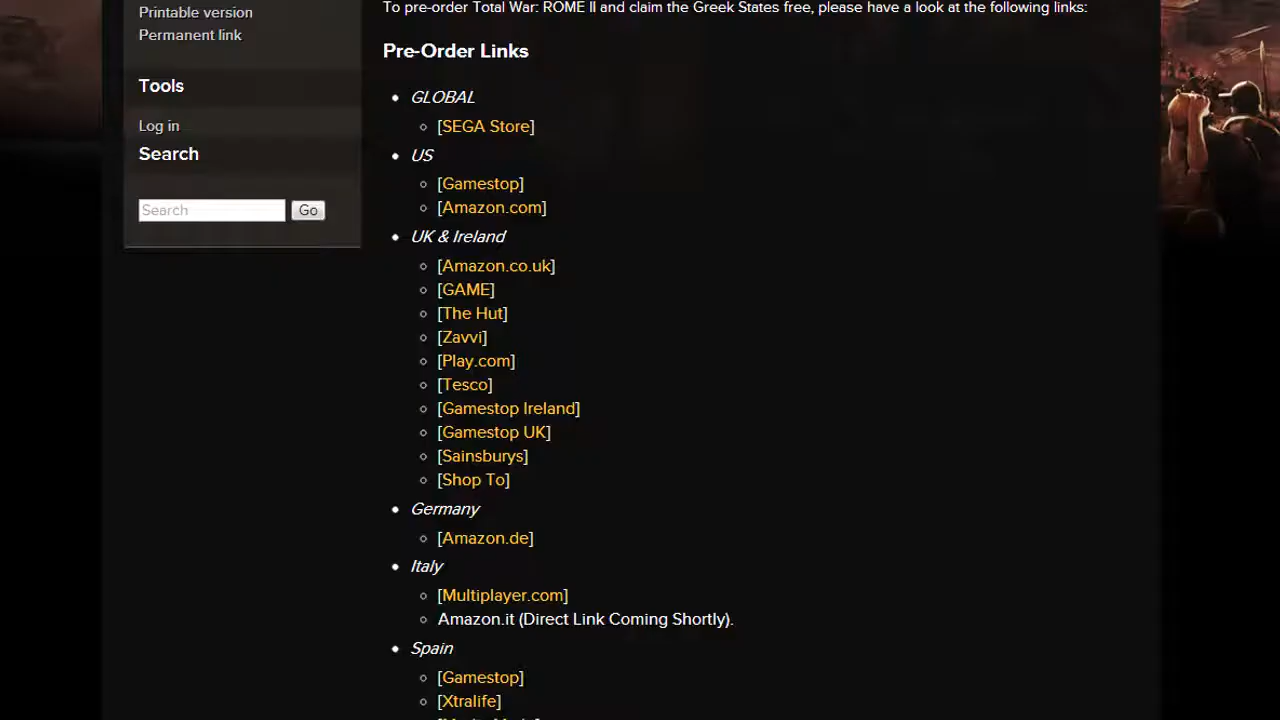 Printable version
Permanent link
Tools
Log in
Search
Search
Go
To pre-order Total War: ROME II and claim the Greek States free, please have a look at the following links:
Pre-Order Links
GLOBAL
[SEGA Store]
US
[Gamestop]
[Amazon.com]
UK & Ireland
[Amazon.co.uk]
[GAME]
[The Hut]
[Zavvi]
[Play.com]
[Tesco]
[Gamestop Ireland]
[Gamestop UK]
[Sainsburys]
[Shop To]
Germany
[Amazon.de]
Italy
[Multiplayer.com]
Amazon.it (Direct Link Coming Shortly).
Spain
[Gamestop]
[Xtralife]